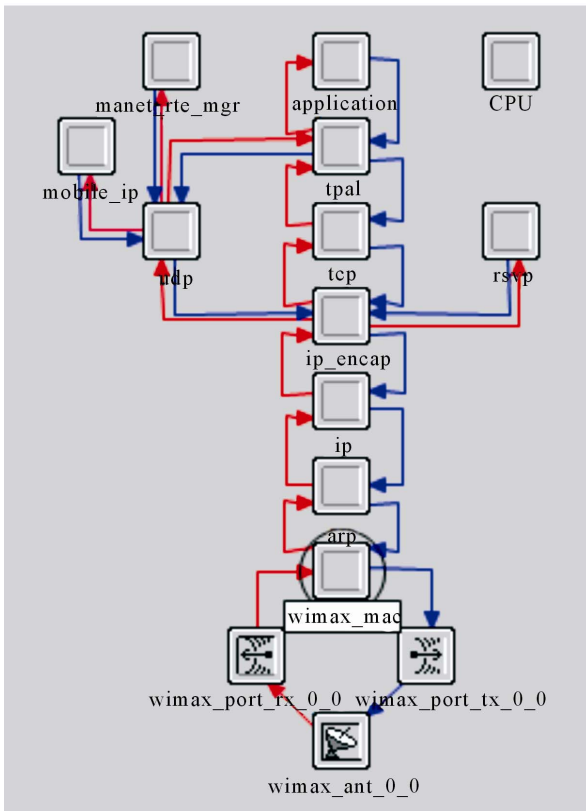 manet_rte_mgr
application
CPU
mobile_ip
tpal
udp
tcp
rsvp
ip_encap
ip
arp
wimax_mac
wimax_port_rx_0_0
wimax_port_tx_0_0
wimax_ant_0_0